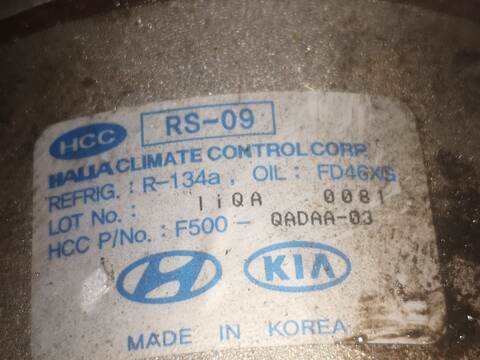 HCC RS-09
HALLA CLIMATE CONTROL CORP.
REFRIG.: R-134a, OIL: FD46XG
LOT No.: 1iQA 0081
HCC P/No.: F500-QADAA-03
H KIA
MADE IN KOREA